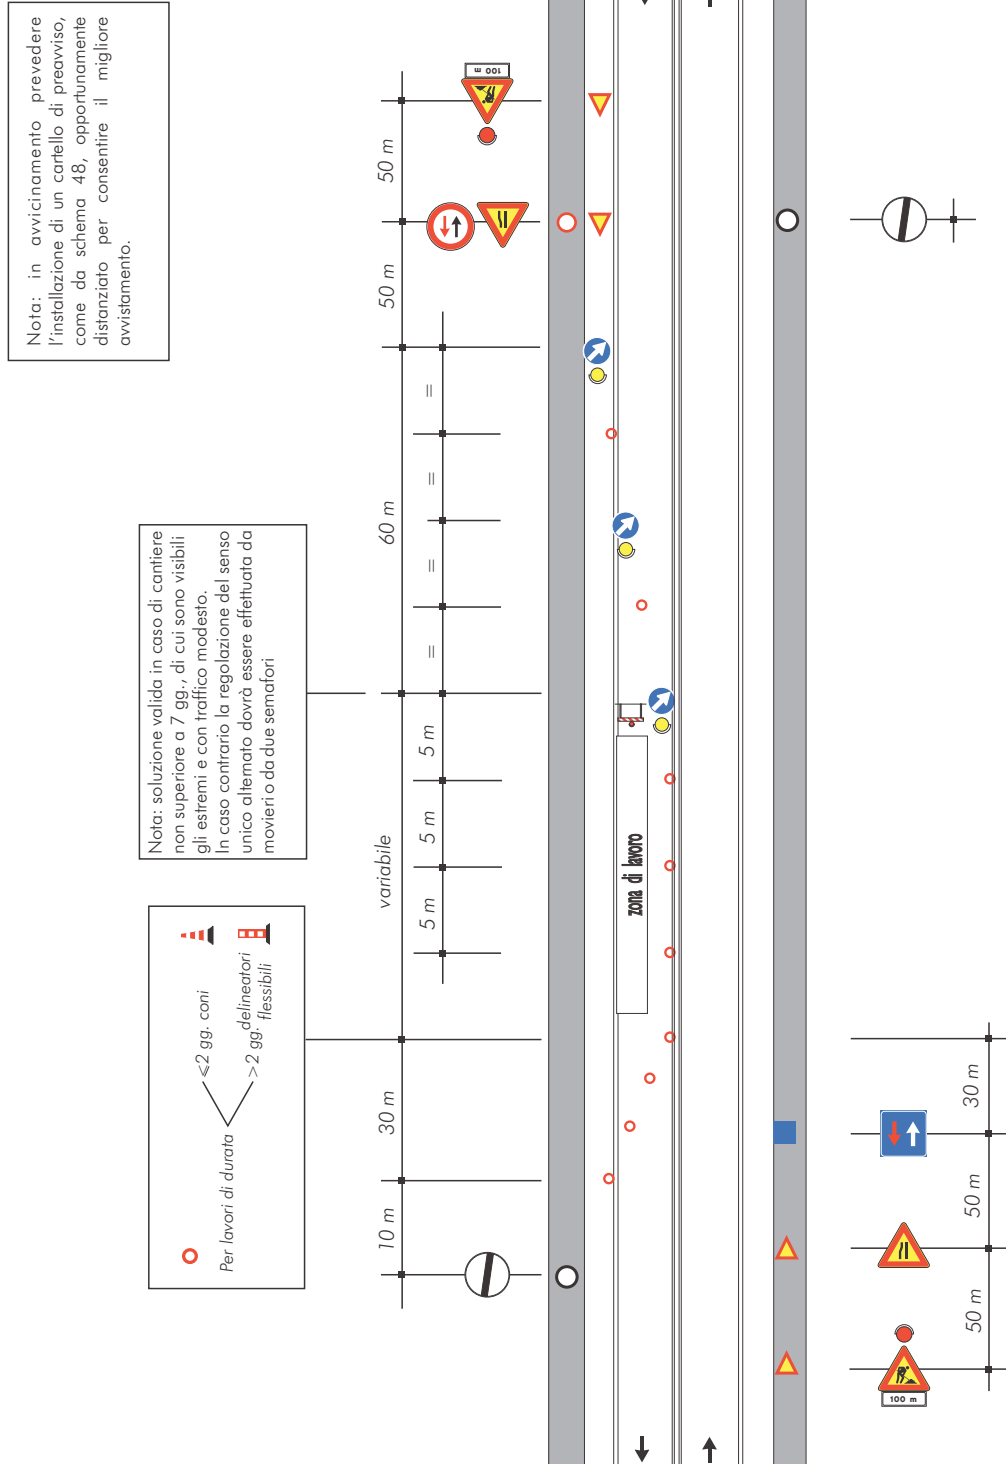 Nota: in avvicinamento prevedere
l'installazione di un cartello di preavviso,
come da schema 48, opportunamente
distanziato per consentire il migliore
avvistamento.
Nota: soluzione valida in caso di cantiere
non superiore a 7 gg., di cui sono visibili
gli estremi e con traffico modesto.
In caso contrario la regolazione del senso
unico alternato dovrà essere effettuata da
movieri o da due semafori
Per lavori di durata
⩽2 gg. coni
>2 gg. delineatori
flessibili
10 m
30 m
variabile
60 m
50 m
50 m
5 m
5 m
5 m
=
=
=
=
100 m
zona di lavoro
100 m
50 m
50 m
30 m